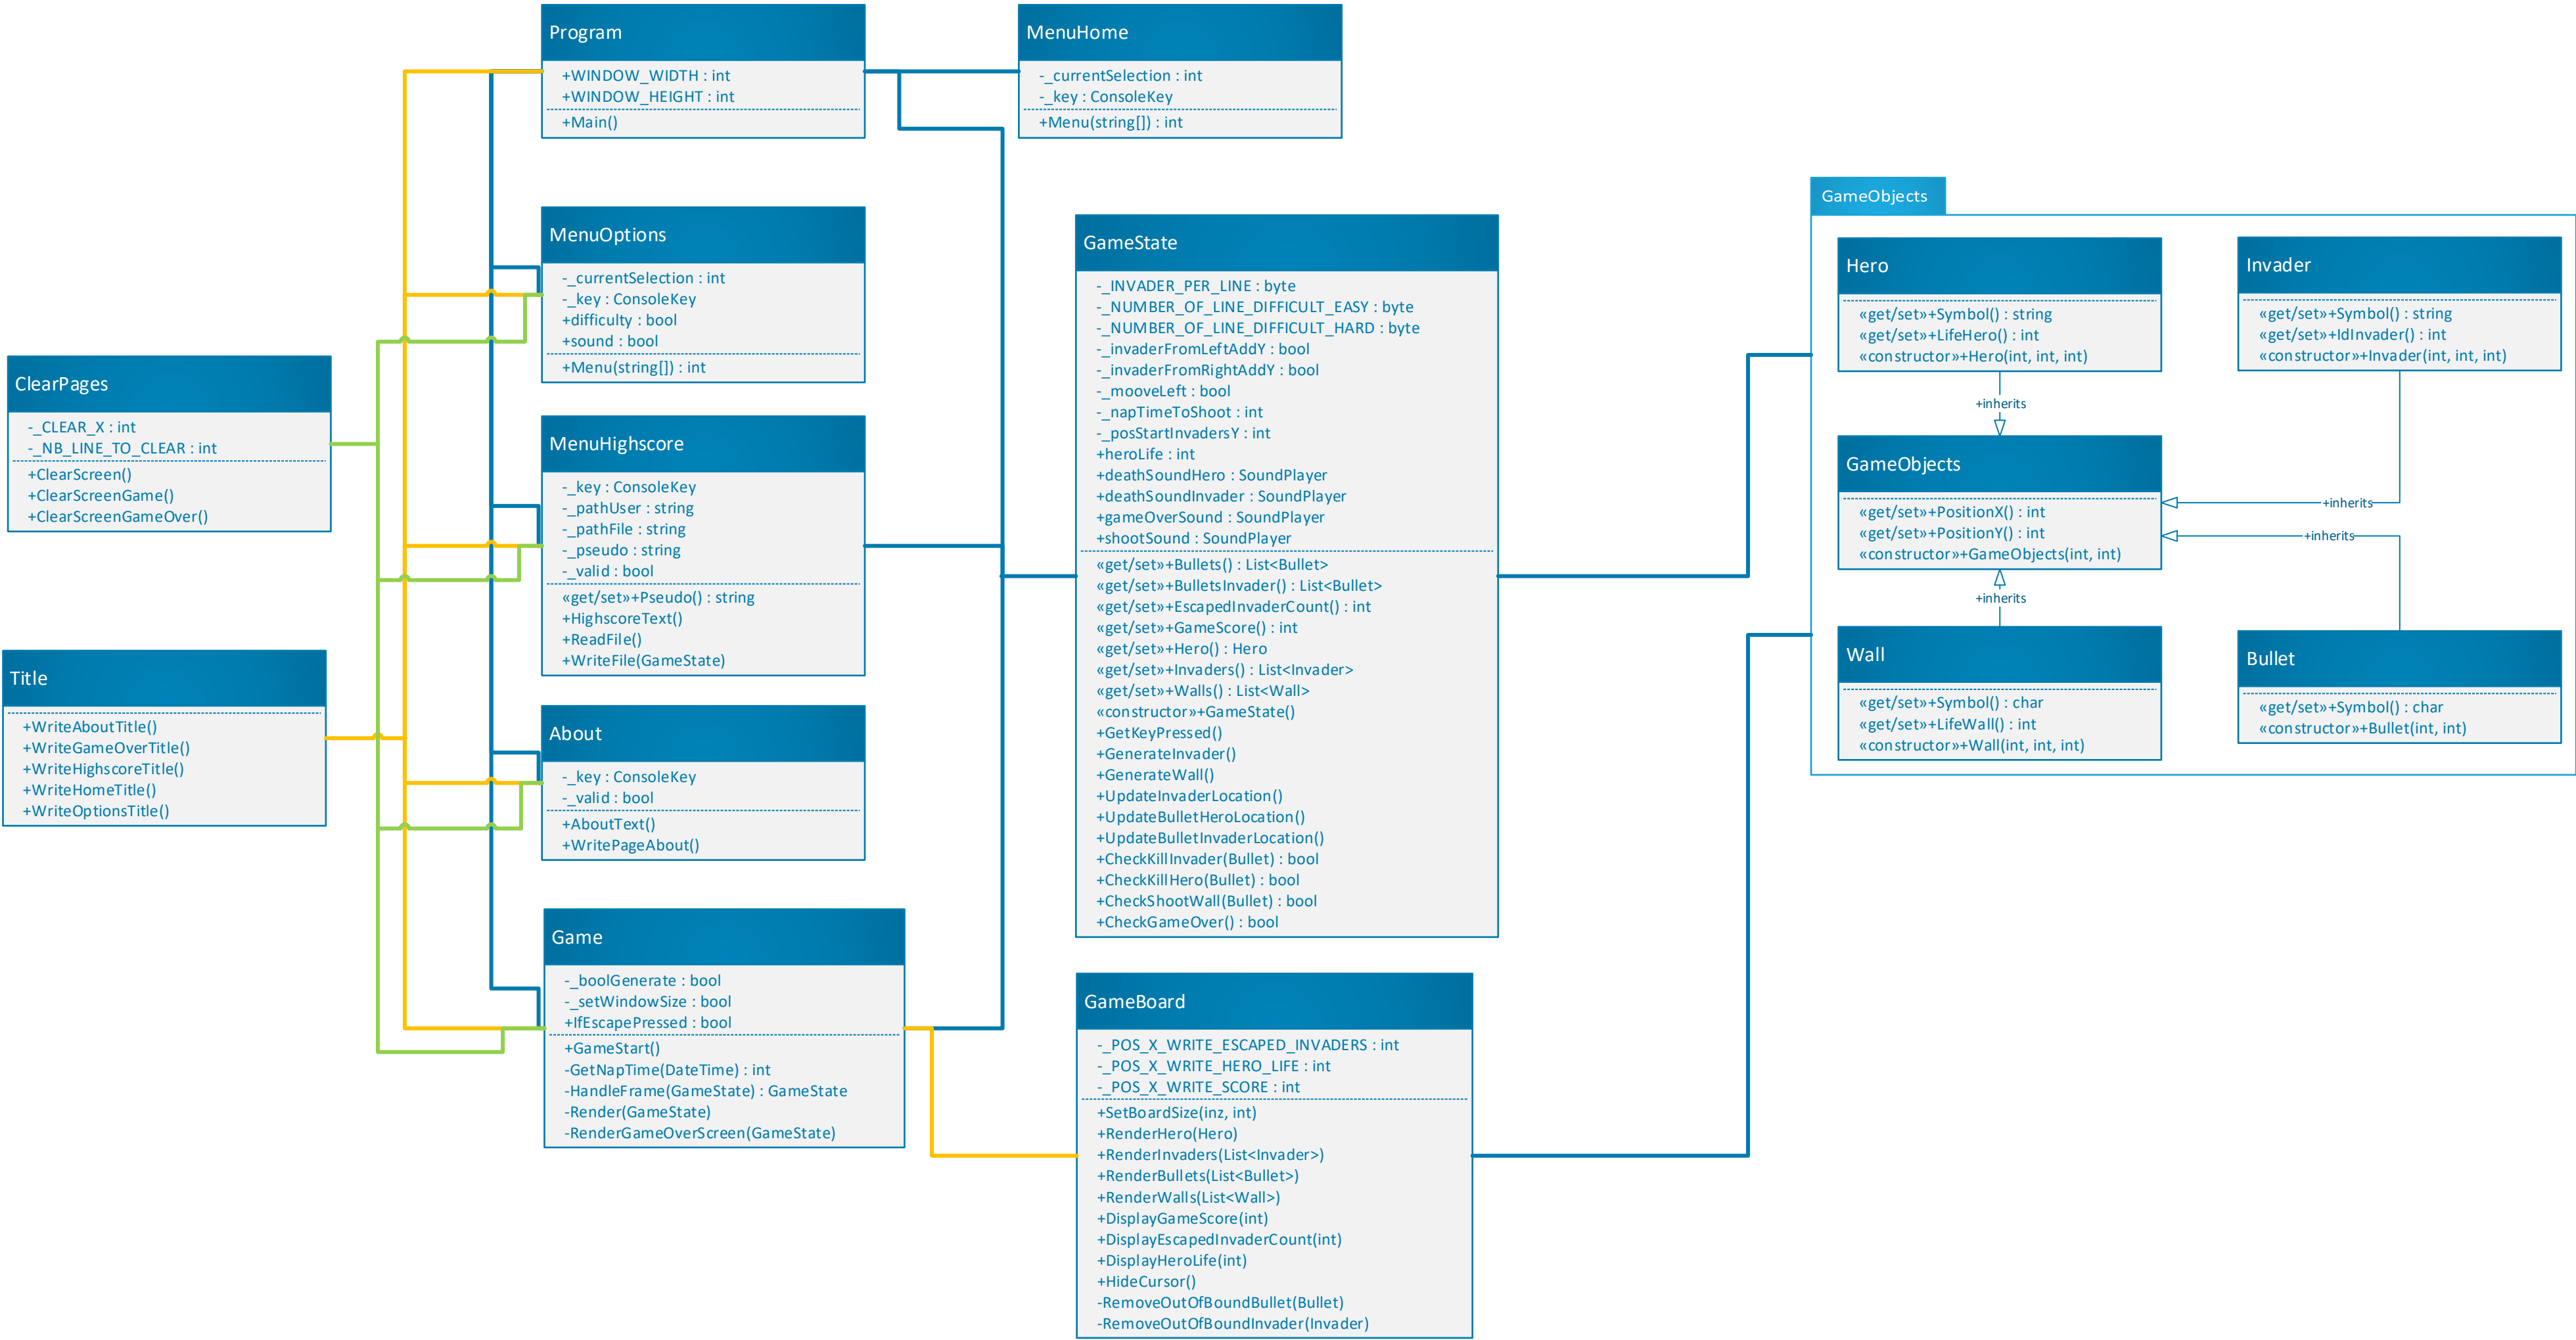 Program
+WINDOW_WIDTH : int
+WINDOW_HEIGHT : int
+Main()
MenuHome
-_currentSelection : int
-_key : ConsoleKey
+Menu(string[]) : int
MenuOptions
-_currentSelection : int
-_key : ConsoleKey
+difficulty : bool
+sound : bool
+Menu(string[]) : int
ClearPages
-_CLEAR_X : int
-_NB_LINE_TO_CLEAR : int
+ClearScreen()
+ClearScreenGame()
+ClearScreenGameOver()
MenuHighscore
-_key : ConsoleKey
-_pathUser : string
-_pathFile : string
-_pseudo : string
-_valid : bool
«get/set»+Pseudo() : string
+HighscoreText()
+ReadFile()
+WriteFile(GameState)
Title
+WriteAboutTitle()
+WriteGameOverTitle()
+WriteHighscoreTitle()
+WriteHomeTitle()
+WriteOptionsTitle()
About
-_key : ConsoleKey
-_valid : bool
+AboutText()
+WritePageAbout()
Game
-_boolGenerate : bool
-_setWindowSize : bool
+IfEscapePressed : bool
+GameStart()
-GetNapTime(DateTime) : int
-HandleFrame(GameState) : GameState
-Render(GameState)
-RenderGameOverScreen(GameState)
GameState
-_INVADER_PER_LINE : byte
-_NUMBER_OF_LINE_DIFFICULT_EASY : byte
-_NUMBER_OF_LINE_DIFFICULT_HARD : byte
-_invaderFromLeftAddY : bool
-_invaderFromRightAddY : bool
-_mooveLeft : bool
-_napTimeToShoot : int
-_posStartInvadersY : int
+heroLife : int
+deathSoundHero : SoundPlayer
+deathSoundInvader : SoundPlayer
+gameOverSound : SoundPlayer
+shootSound : SoundPlayer
«get/set»+Bullets() : List<Bullet>
«get/set»+BulletsInvader() : List<Bullet>
«get/set»+EscapedInvaderCount() : int
«get/set»+GameScore() : int
«get/set»+Hero() : Hero
«get/set»+Invaders() : List<Invader>
«get/set»+Walls() : List<Wall>
«constructor»+GameState()
+GetKeyPressed()
+GenerateInvader()
+GenerateWall()
+UpdateInvaderLocation()
+UpdateBulletHeroLocation()
+UpdateBulletInvaderLocation()
+CheckKillInvader(Bullet) : bool
+CheckKillHero(Bullet) : bool
+CheckShootWall(Bullet) : bool
+CheckGameOver() : bool
GameBoard
-_POS_X_WRITE_ESCAPED_INVADERS : int
-_POS_X_WRITE_HERO_LIFE : int
-_POS_X_WRITE_SCORE : int
+SetBoardSize(inz, int)
+RenderHero(Hero)
+RenderInvaders(List<Invader>)
+RenderBullets(List<Bullet>)
+RenderWalls(List<Wall>)
+DisplayGameScore(int)
+DisplayEscapedInvaderCount(int)
+DisplayHeroLife(int)
+HideCursor()
-RemoveOutOfBoundBullet(Bullet)
-RemoveOutOfBoundInvader(Invader)
GameObjects
Hero
«get/set»+Symbol() : string
«get/set»+LifeHero() : int
«constructor»+Hero(int, int, int)
Invader
«get/set»+Symbol() : string
«get/set»+IdInvader() : int
«constructor»+Invader(int, int, int)
+inherits
GameObjects
«get/set»+PositionX() : int
«get/set»+PositionY() : int
«constructor»+GameObjects(int, int)
+inherits
+inherits
+inherits
Wall
«get/set»+Symbol() : char
«get/set»+LifeWall() : int
«constructor»+Wall(int, int, int)
Bullet
«get/set»+Symbol() : char
«constructor»+Bullet(int, int)